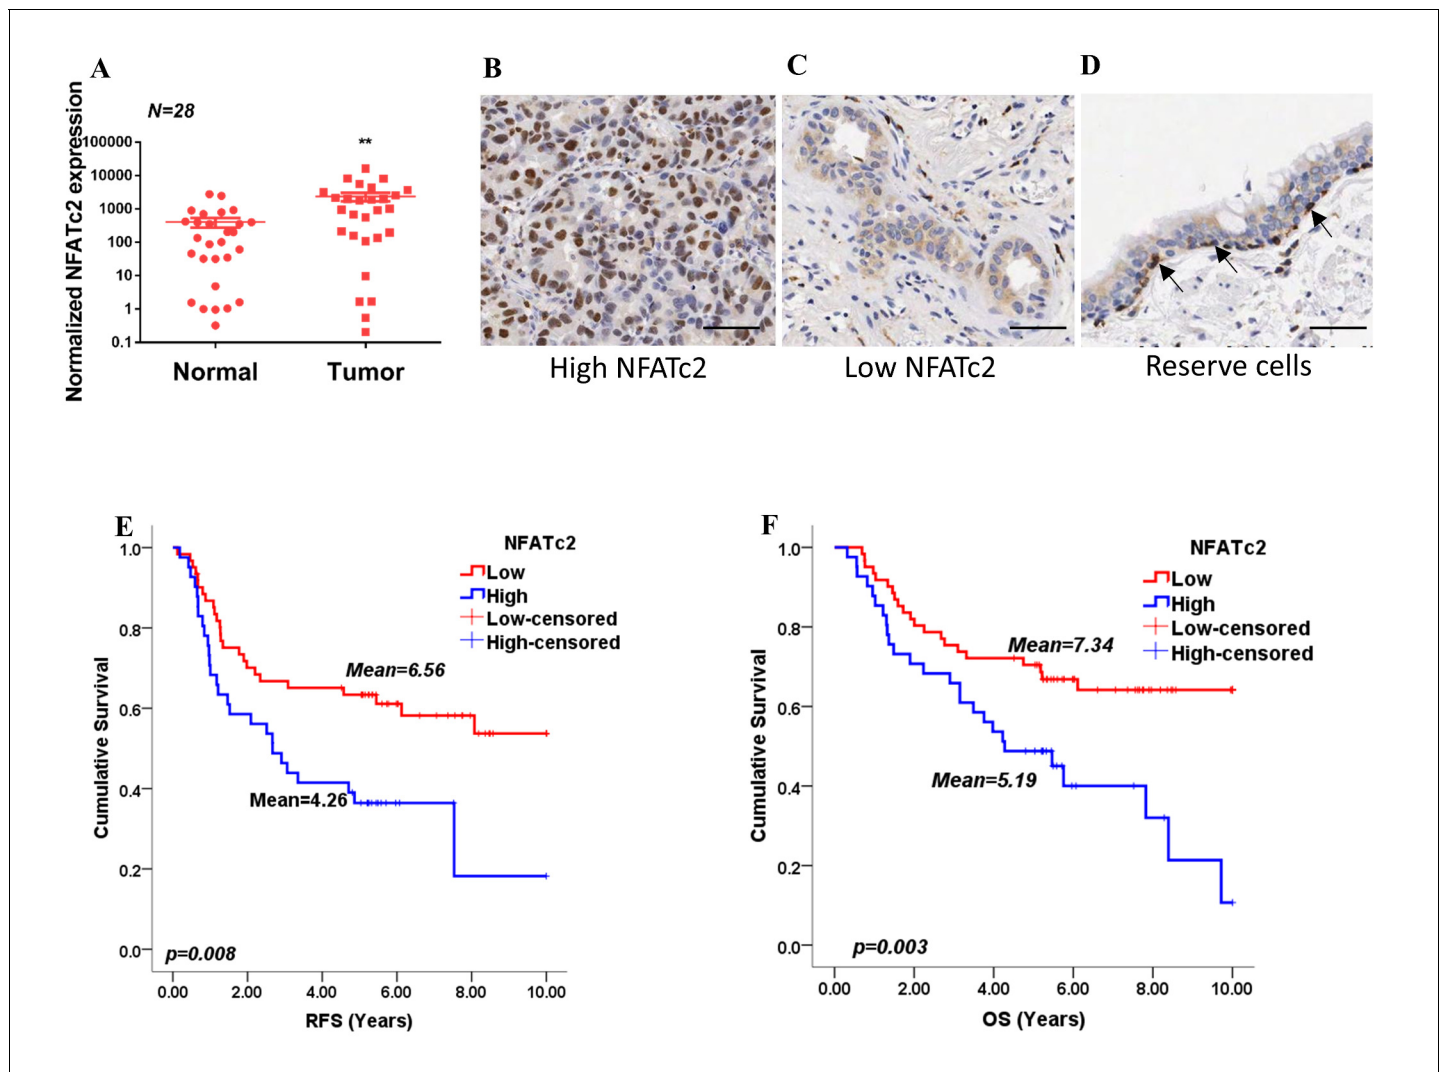 A
B
C
D
N=28
Normalized NFATc2 expression
**
100000
10000
1000
100
10
1
0.1
Normal
Tumor
High NFATc2
Low NFATc2
Reserve cells
E
NFATc2
Low
High
Low-censored
High-censored
Mean=6.56
Mean=4.26
p=0.008
Cumulative Survival
1.0
0.8
0.6
0.4
0.2
0.0
0.00 2.00 4.00 6.00 8.00 10.00
RFS (Years)
F
NFATc2
Low
High
Low-censored
High-censored
Mean=7.34
Mean=5.19
p=0.003
Cumulative Survival
1.0
0.8
0.6
0.4
0.2
0.0
0.00 2.00 4.00 6.00 8.00 10.00
OS (Years)